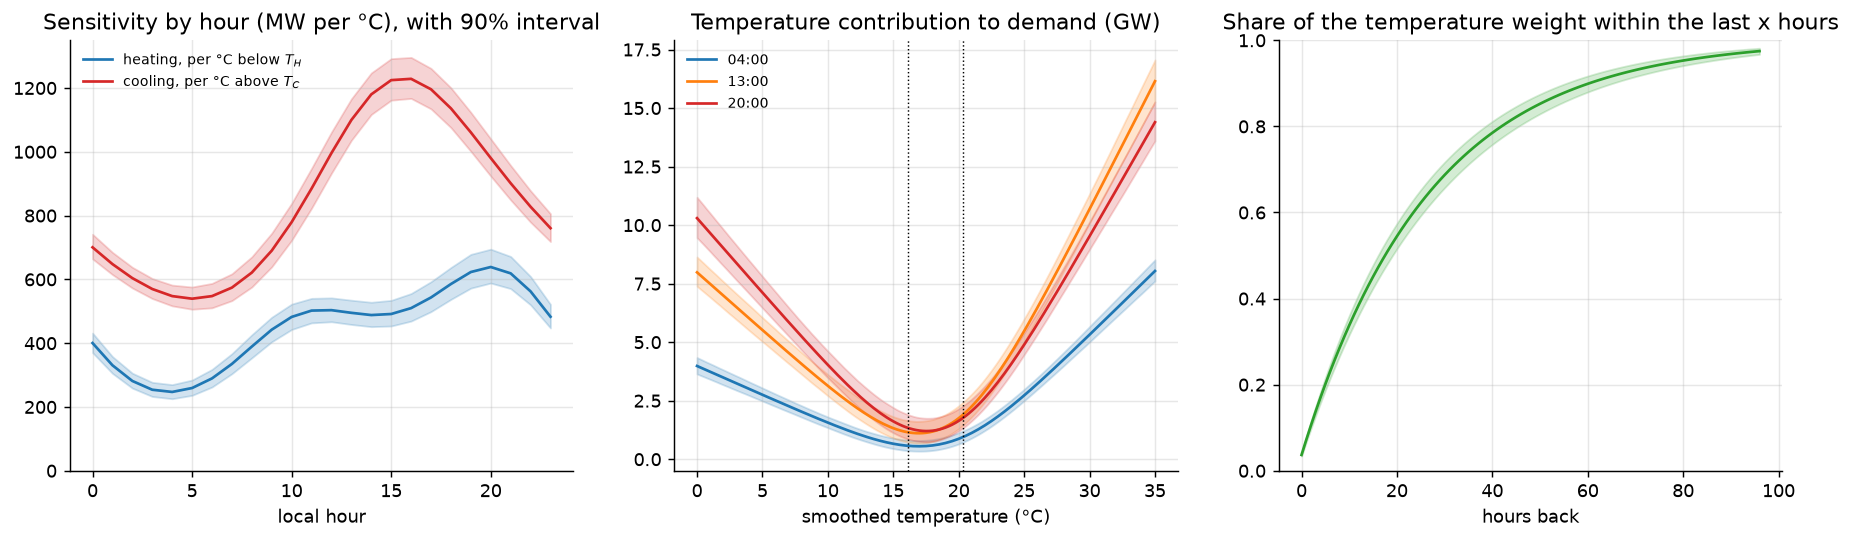 Sensitivity by hour (MW per °C), with 90% interval
heating, per °C below T_H
cooling, per °C above T_C
1200
1000
800
600
400
200
0
0 5 10 15 20
local hour
Temperature contribution to demand (GW)
04:00
13:00
20:00
17.5
15.0
12.5
10.0
7.5
5.0
2.5
0.0
0 5 10 15 20 25 30 35
smoothed temperature (°C)
Share of the temperature weight within the last x hours
1.0
0.8
0.6
0.4
0.2
0.0
0 20 40 60 80 100
hours back